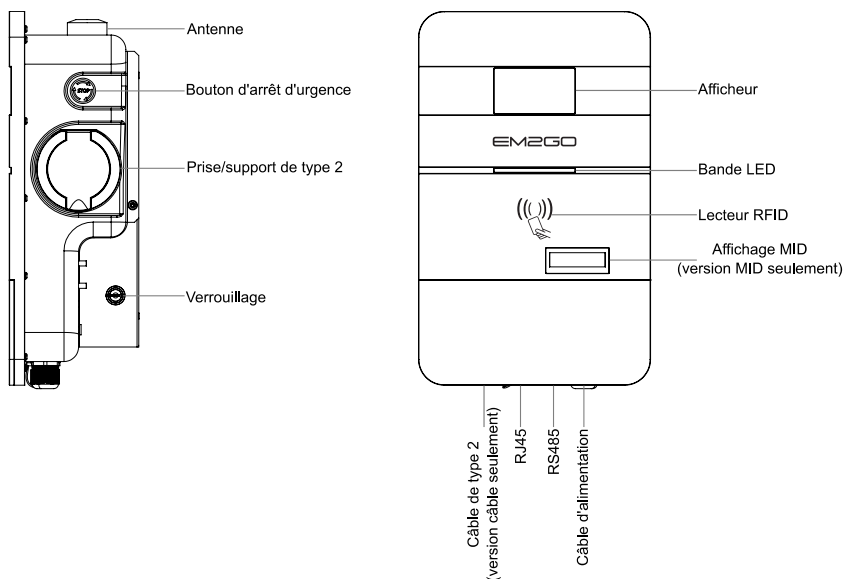 Antenne
Bouton d'arrêt d'urgence
STOP
Prise/support de type 2
Verrouillage
Afficheur
EM2GO
Bande LED
Lecteur RFID
Affichage MID
(version MID seulement)
Câble de type 2
(version câble seulement)
RJ45
RS485
Câble d'alimentation